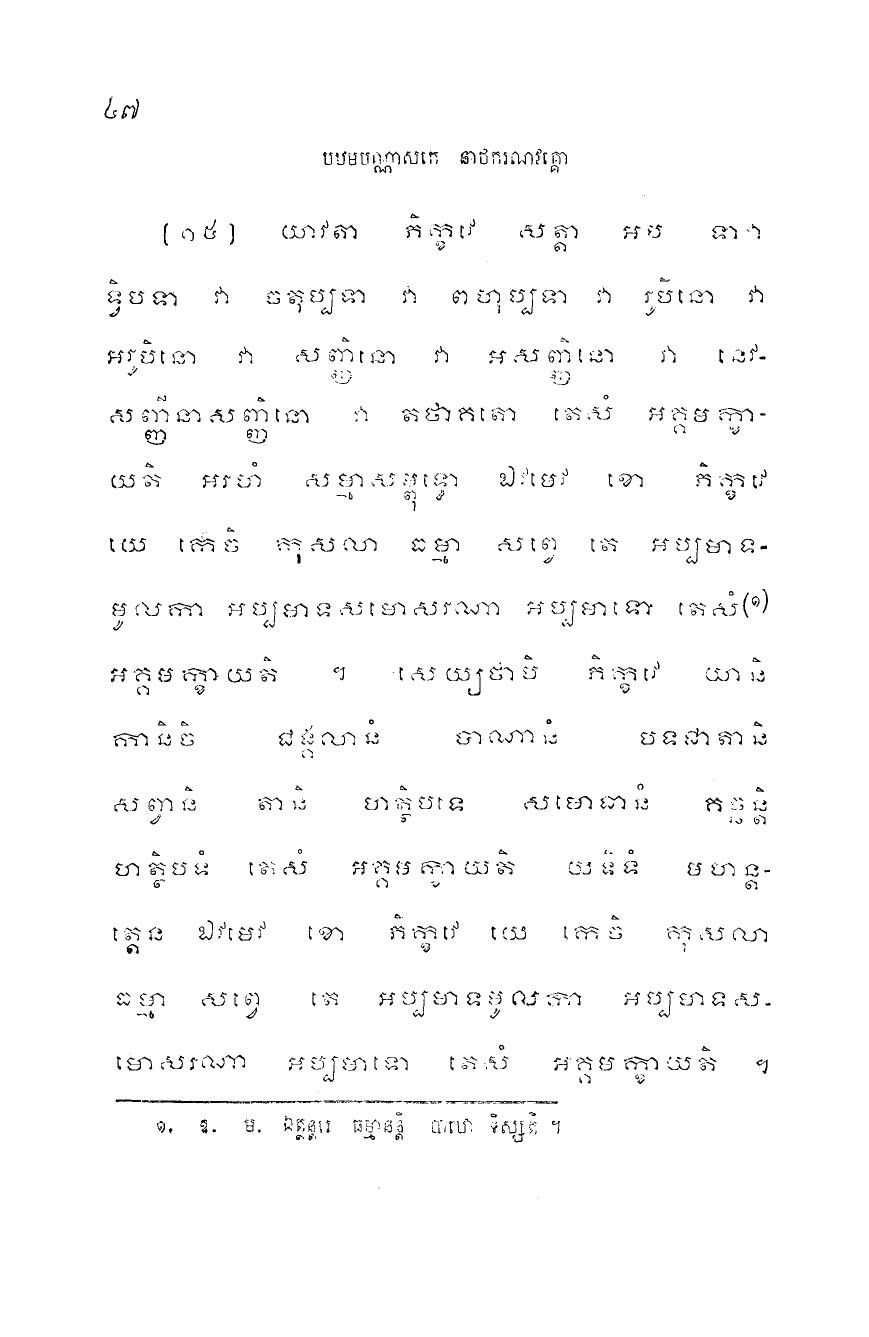 ៤៧
បឋមបណ្ណាសកេ នាថករណវគ្គោ
[១៥] យាវតា ភិក្ខវេ សត្តា អប ទា វា
ទ្វិបទា វា ចតុប្បទា វា ពហុប្បទា វា រូបិនោ វា
អរូបិនោ វា សញ្ញិនោ វា អសញ្ញិនោ វា នេវ-
សញ្ញីនាសញ្ញិនោ វា តថាគតោ តេសំ អគ្គមក្ខា-
យតិ អរហំ សម្មាសម្ពុទ្ធោ ឯវមេវ ខោ ភិក្ខវេ
យេ កេចិ កុសលា ធម្មា សព្វេ តេ អប្បមាទ-
មូលកា អប្បមាទសមោសរណា អប្បមាទោ តេសំ(១)
អគ្គមក្ខាយតិ ។ សេយ្យថាបិ ភិក្ខវេ យានិ
កានិចិ ជង្គលានំ បាណានំ បទជាតានិ
សព្វានិ តានិ ហត្ថិបទេ សមោធានំ គច្ឆន្តិ
ហត្ថិបទំ តេសំ អគ្គមក្ខាយតិ យទិទំ មហន្ត-
ត្តេន ឯវមេវ ខោ ភិក្ខវេ យេ កេចិ កុសលា
ធម្មា សព្វេ តេ អប្បមាទមូលកា អប្បមាទស-
មោសរណា អប្បមាទោ តេសំ អគ្គមក្ខាយតិ ។
១. ឱ. ម. ឯត្ថន្តរេ ធម្មានន្តិ បាឋោ ទិស្សតិ ។